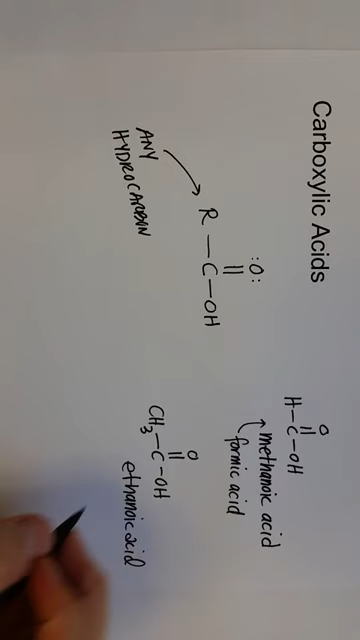 Carboxylic Acids
:O:
||
R — C — OH
ANY
HYDROCARBON
O
||
H – C – OH
methanoic acid
formic acid
O
||
CH3 – C – OH
ethanoic acid